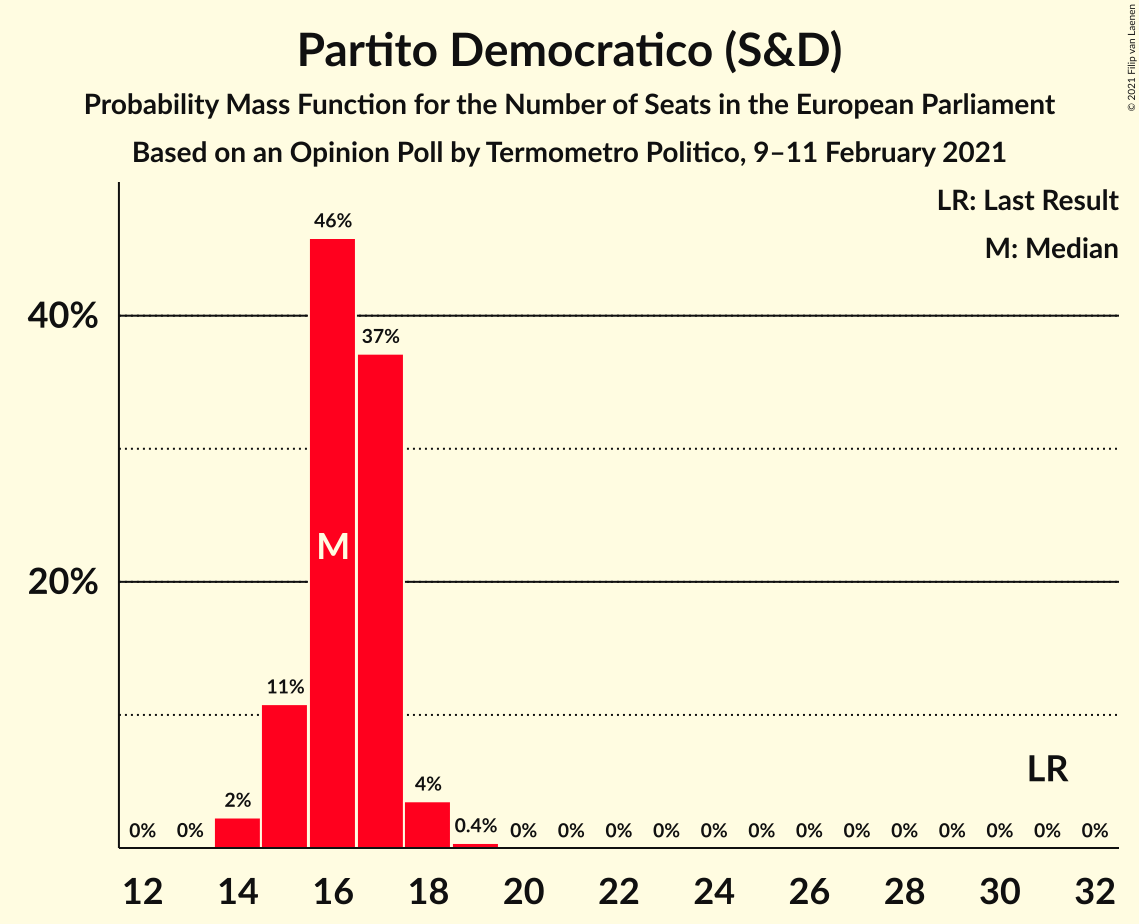 Partito Democratico (S&D)
Probability Mass Function for the Number of Seats in the European Parliament
Based on an Opinion Poll by Termometro Politico, 9–11 February 2021
© 2021 Filip van Laenen
LR: Last Result
M: Median
40%
20%
0% 0% 2% 11% 46% 37% 4% 0.4% 0% 0% 0% 0% 0% 0% 0% 0% 0% 0% 0% 0% 0%
M
LR
12 14 16 18 20 22 24 26 28 30 32